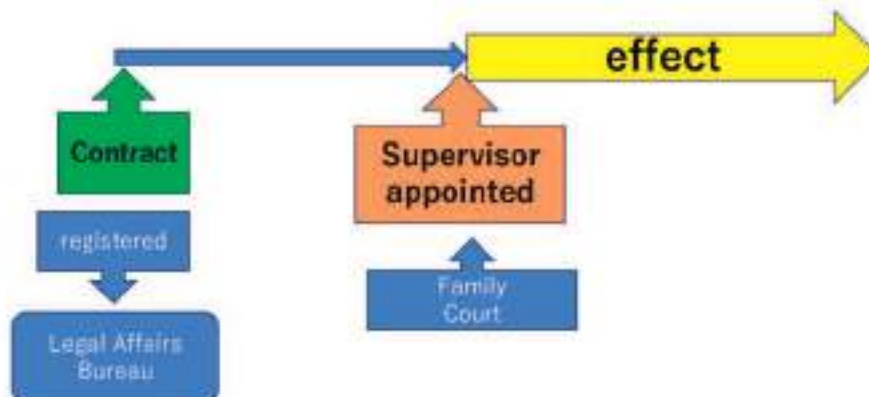 effect
Contract
Supervisor
appointed
registered
Family
Court
Legal Affairs
Bureau